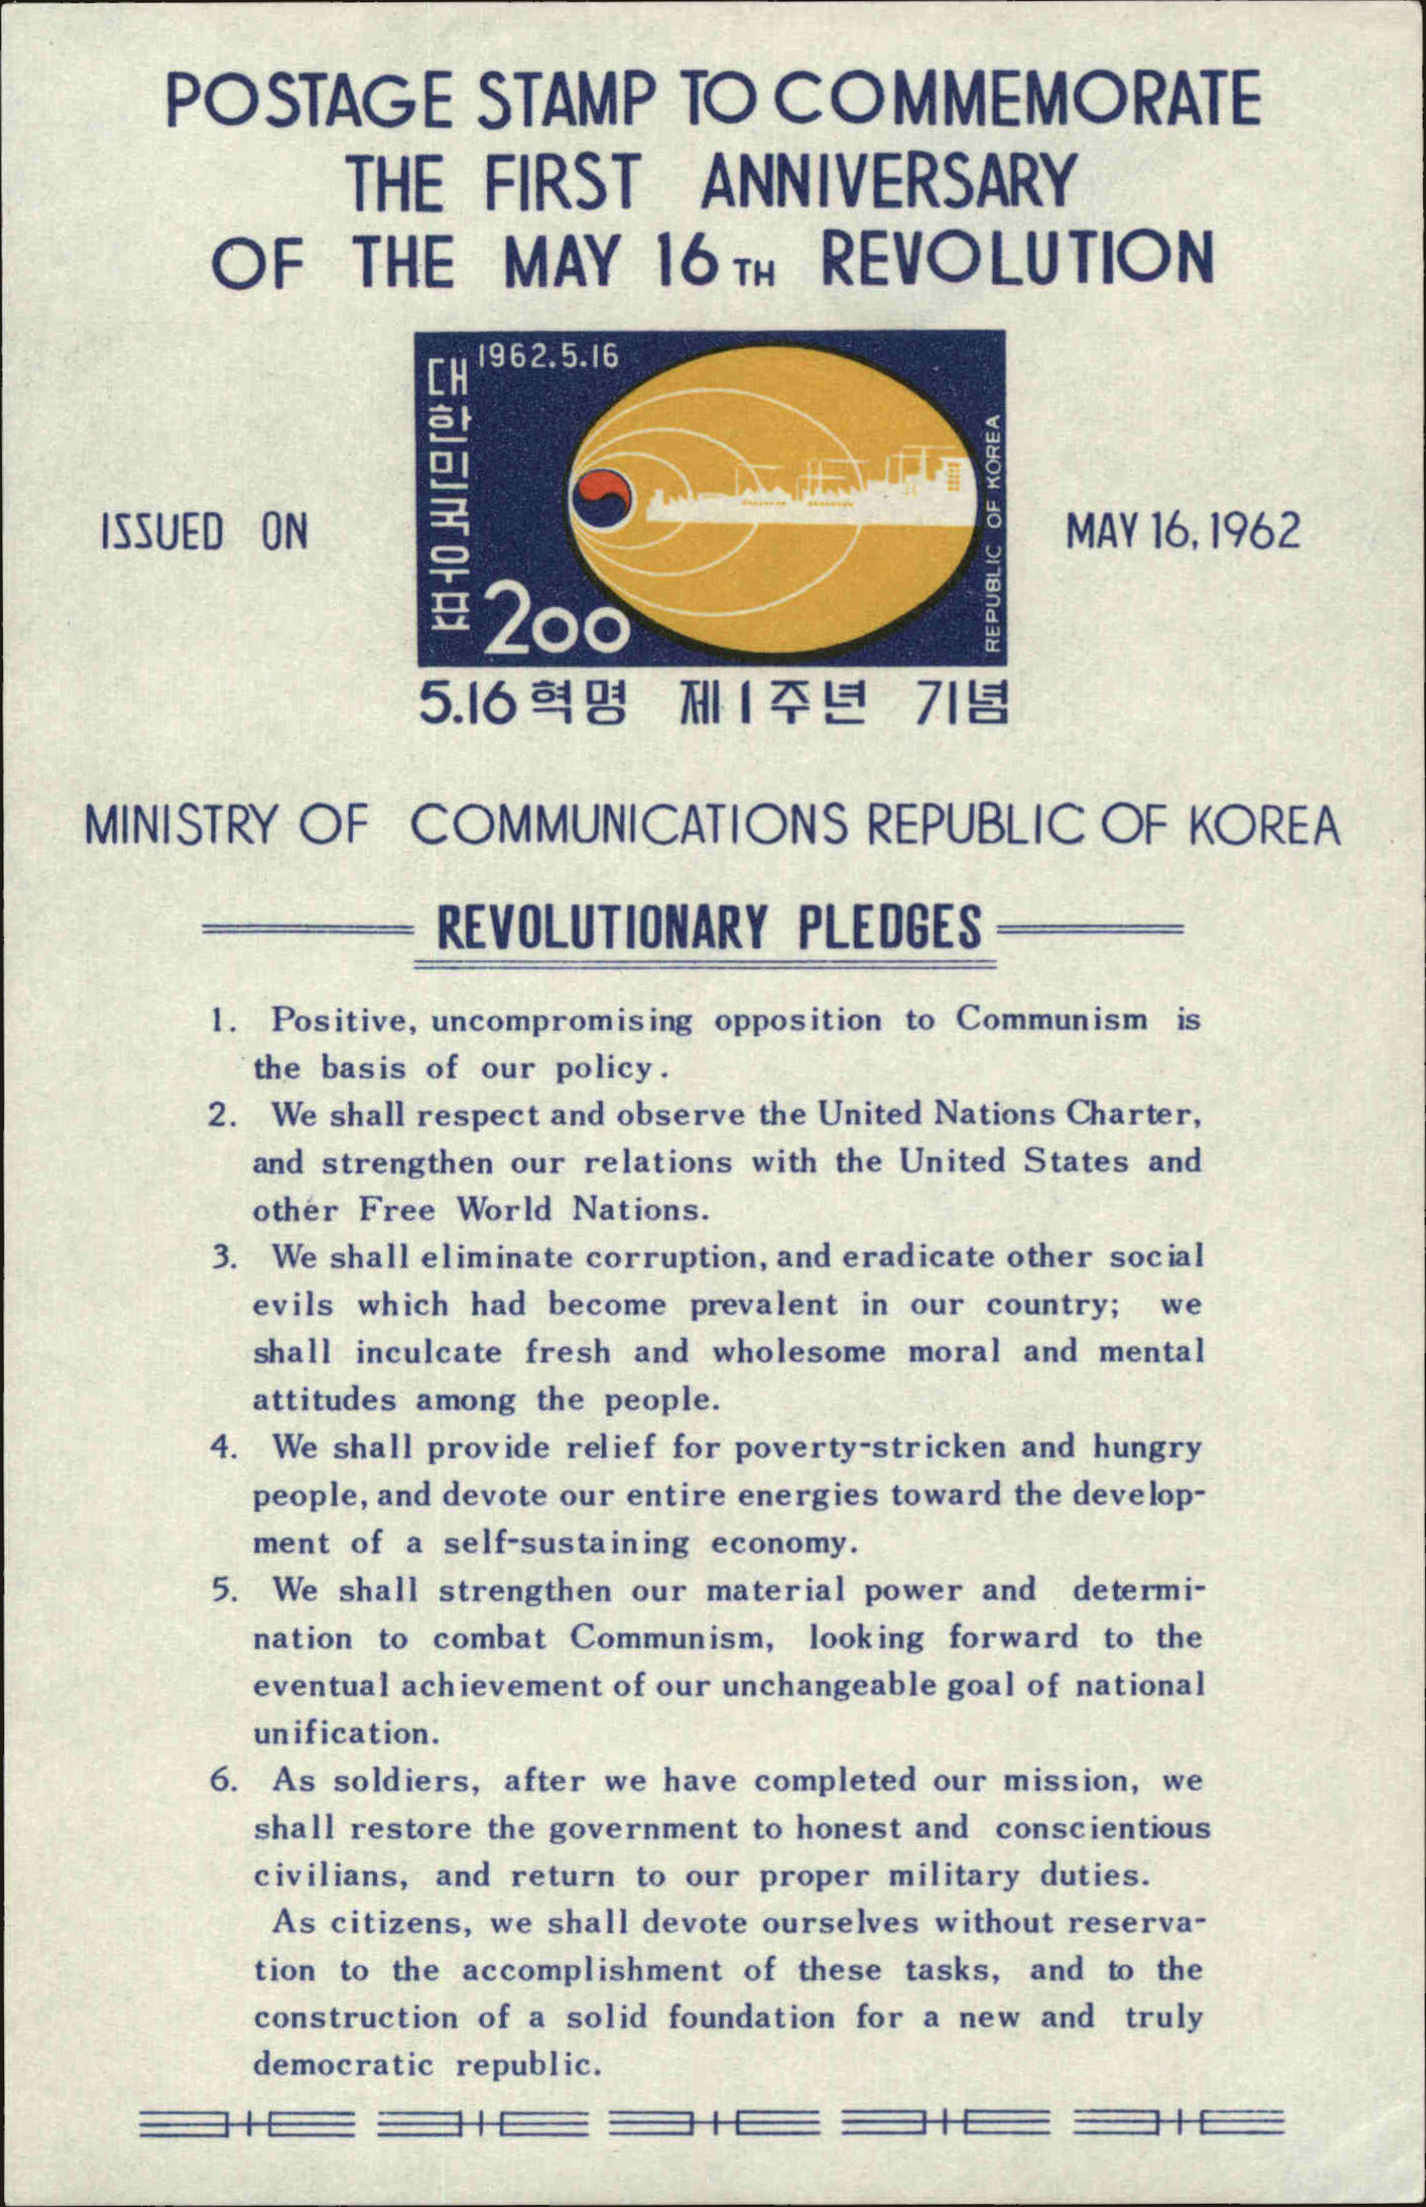 POSTAGE STAMP TO COMMEMORATE
THE FIRST ANNIVERSARY
OF THE MAY 16TH REVOLUTION
1962.5.16
대한민국우표
200
REPUBLIC OF KOREA
ISSUED ON
MAY 16, 1962
5.16혁명 제1주년 기념
MINISTRY OF COMMUNICATIONS REPUBLIC OF KOREA
REVOLUTIONARY PLEDGES
1. Positive, uncompromising opposition to Communism is
the basis of our policy.
2. We shall respect and observe the United Nations Charter,
and strengthen our relations with the United States and
other Free World Nations.
3. We shall eliminate corruption, and eradicate other social
evils which had become prevalent in our country; we
shall inculcate fresh and wholesome moral and mental
attitudes among the people.
4. We shall provide relief for poverty-stricken and hungry
people, and devote our entire energies toward the develop-
ment of a self-sustaining economy.
5. We shall strengthen our material power and determi-
nation to combat Communism, looking forward to the
eventual achievement of our unchangeable goal of national
unification.
6. As soldiers, after we have completed our mission, we
shall restore the government to honest and conscientious
civilians, and return to our proper military duties.
As citizens, we shall devote ourselves without reserva-
tion to the accomplishment of these tasks, and to the
construction of a solid foundation for a new and truly
democratic republic.